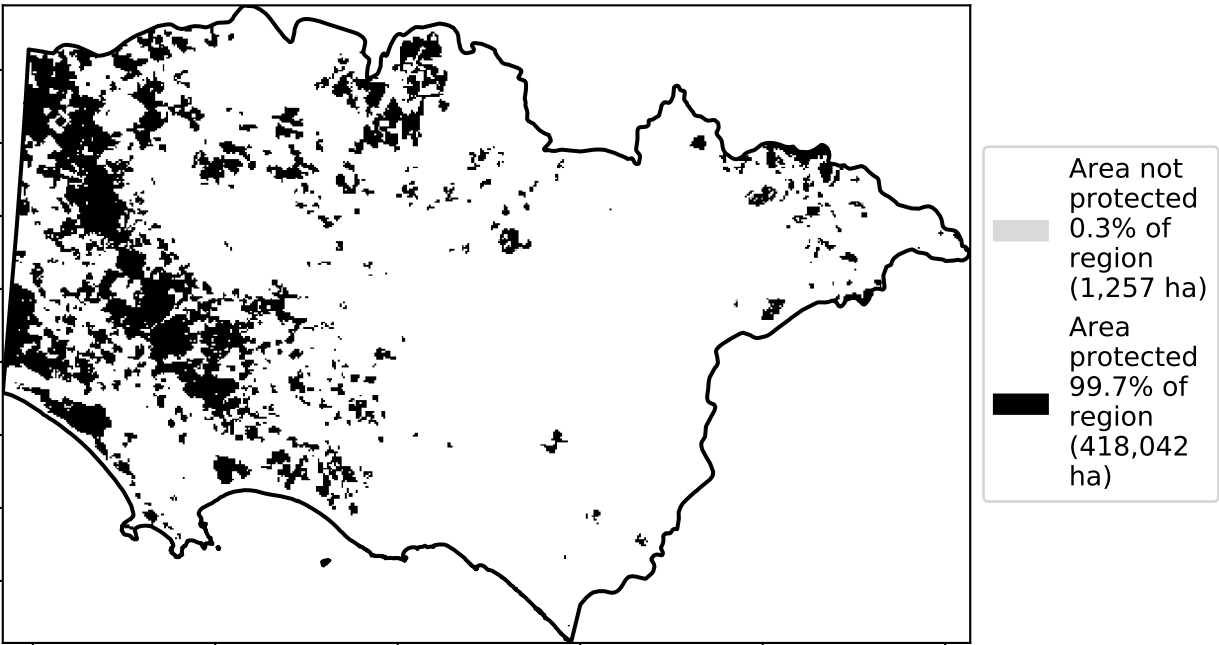 Area not
protected
0.3% of
region
(1,257 ha)
Area
protected
99.7% of
region
(418,042
ha)